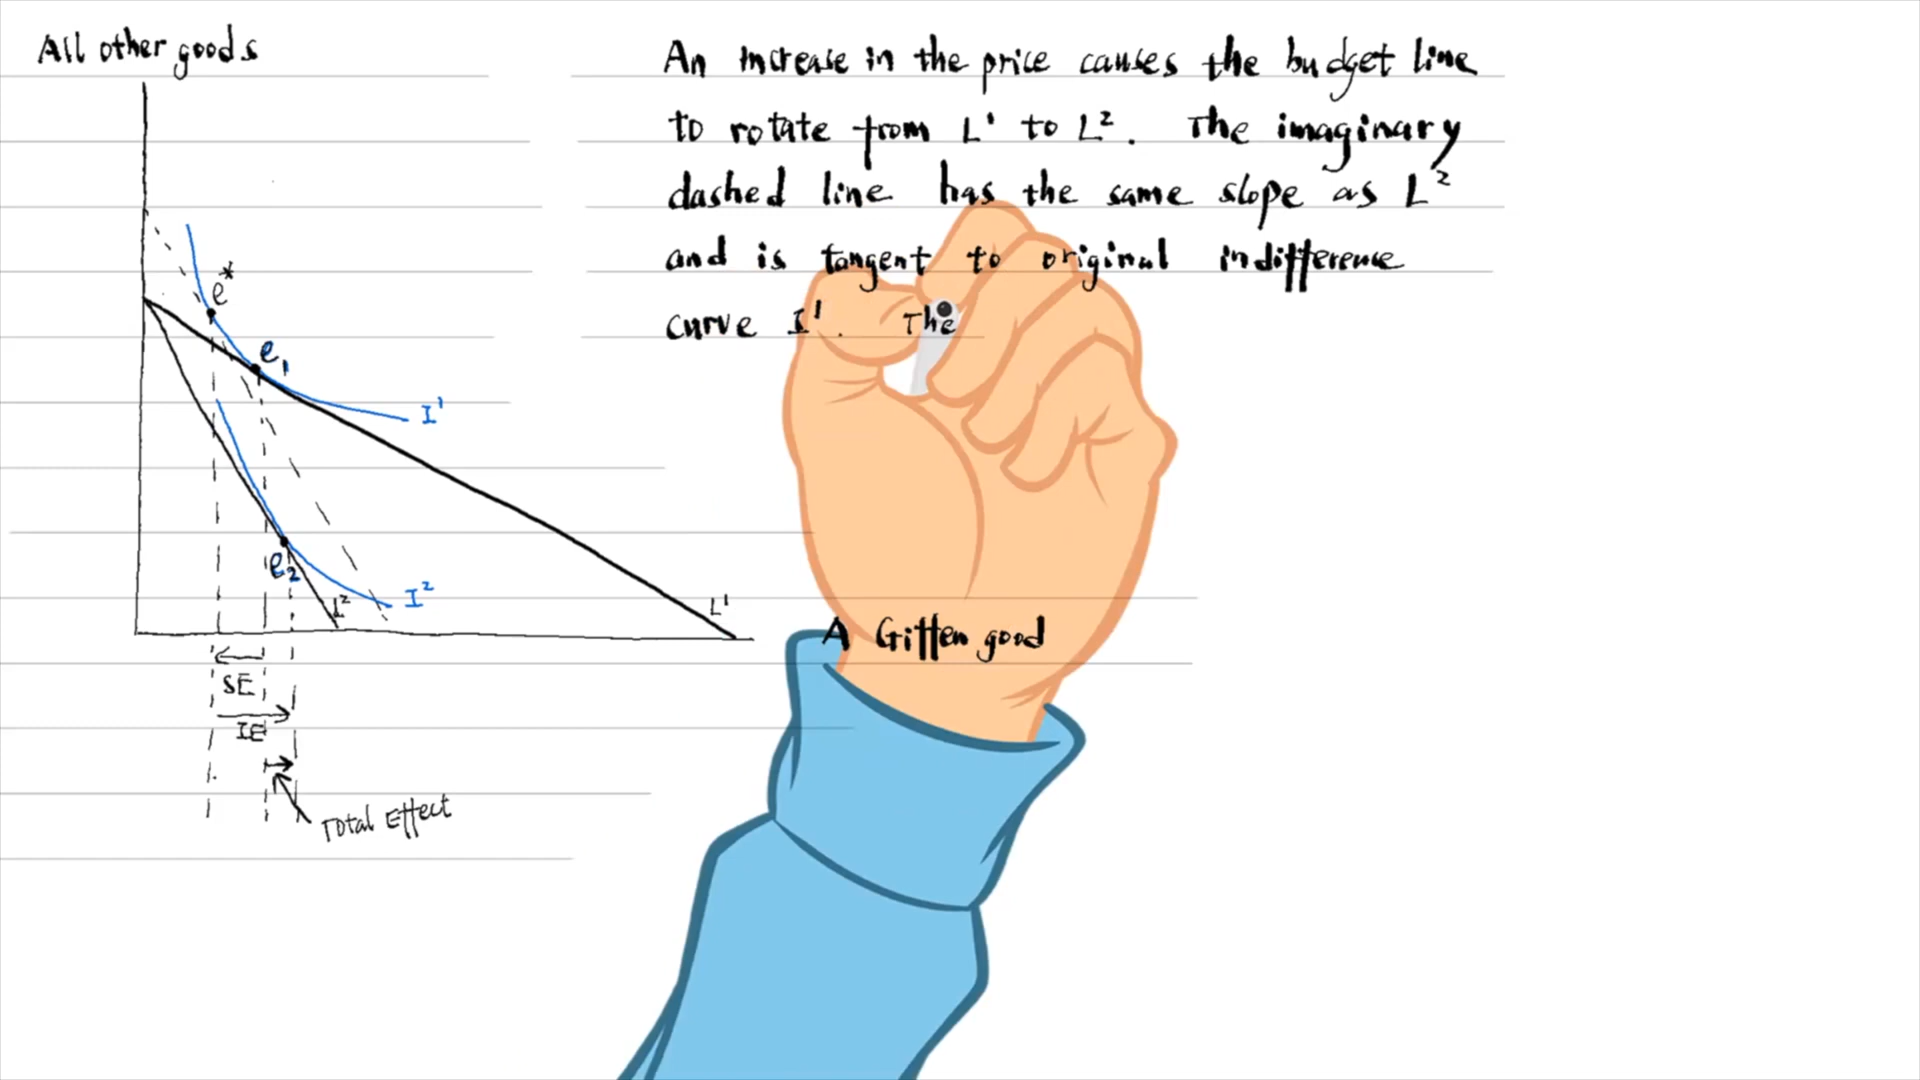 All other goods
An increase in the price causes the budget line
to rotate from L¹ to L². The imaginary
dashed line has the same slope as L²
and is tangent to original indifference
curve I¹. The
e*
e₁
I¹
e₂
I²
L²
L¹
A Giffen good
SE
IE
Total Effect